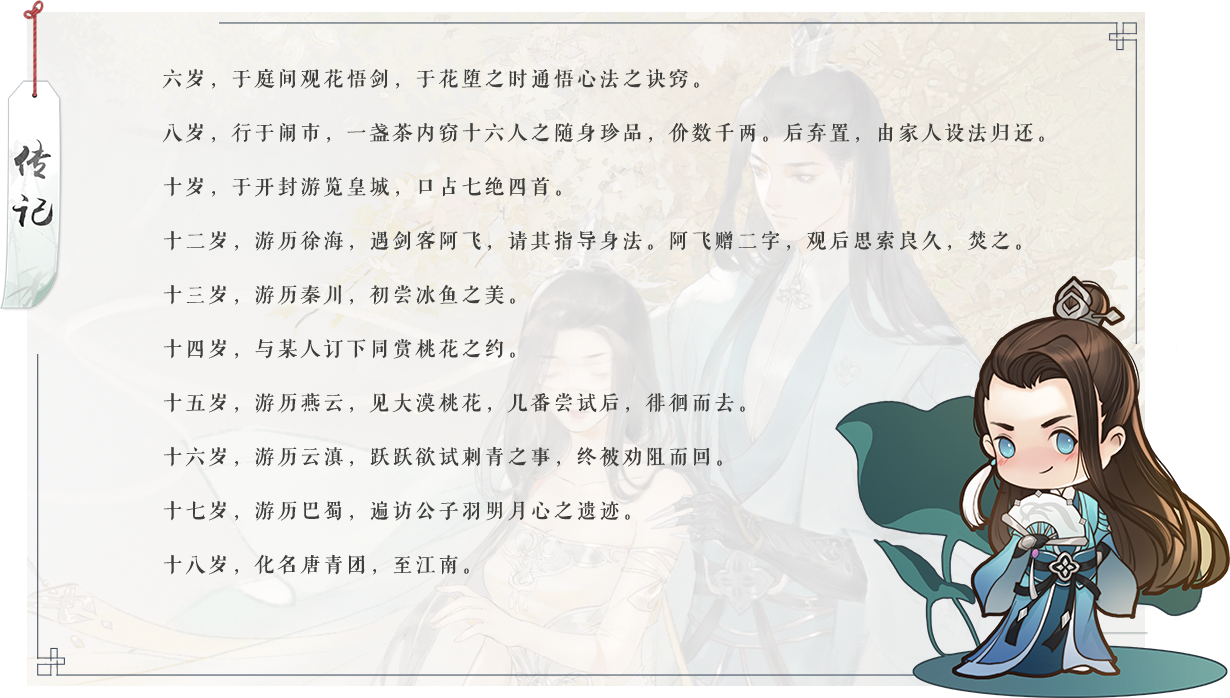 传记
六岁，于庭间观花悟剑，于花堕之时通悟心法之诀窍。
八岁，行于闹市，一盏茶内窃十六人之随身珍品，价数千两。后弃置，由家人设法归还。
十岁，于开封游览皇城，口占七绝四首。
十二岁，游历徐海，遇剑客阿飞，请其指导身法。阿飞赠二字，观后思索良久，焚之。
十三岁，游历秦川，初尝冰鱼之美。
十四岁，与某人订下同赏桃花之约。
十五岁，游历燕云，见大漠桃花，几番尝试后，徘徊而去。
十六岁，游历云滇，跃跃欲试刺青之事，终被劝阻而回。
十七岁，游历巴蜀，遍访公子羽明月心之遗迹。
十八岁，化名唐青团，至江南。